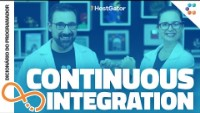 HostGator
DICIONÁRIO DO PROGRAMADOR
CONTINUOUS
INTEGRATION